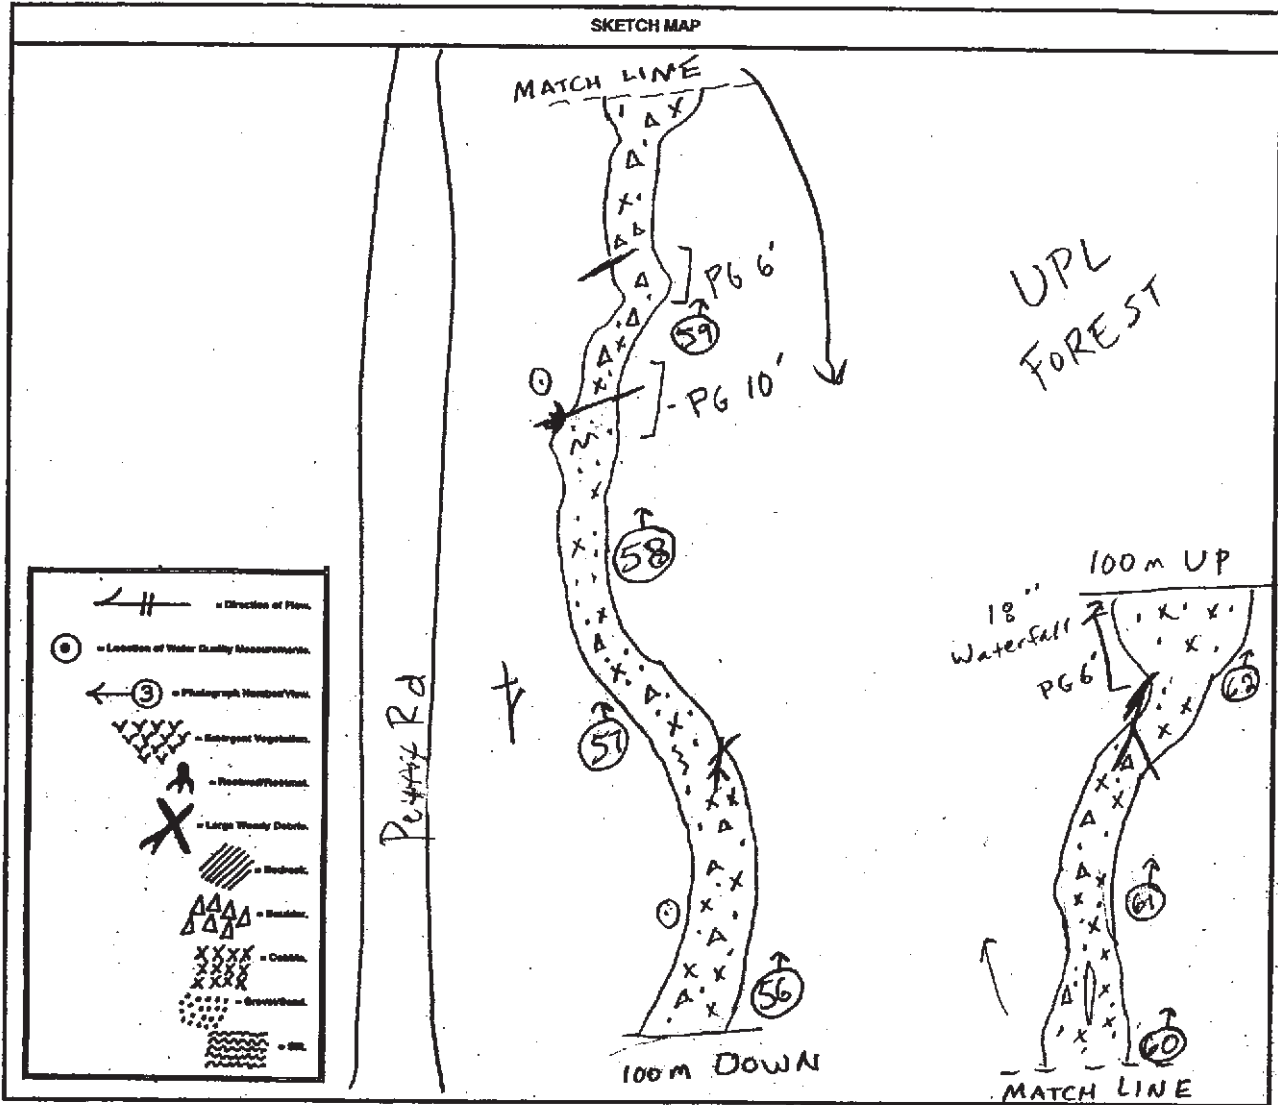 SKETCH MAP
MATCH LINE
PG 6'
59
UPL
FOREST
- PG 10'
58
100m UP
18"
Waterfall
PG 6'
62
57
61
56
60
100m DOWN
MATCH LINE
Rd
= Direction of Flow.
= Location of Water Quality Measurements.
3 = Photograph Number/View.
= Emergent Vegetation.
= Rootwad/Rootmat.
= Large Woody Debris.
= Bedrock.
= Boulder.
= Cobble.
= Gravel/Sand.
= Silt.